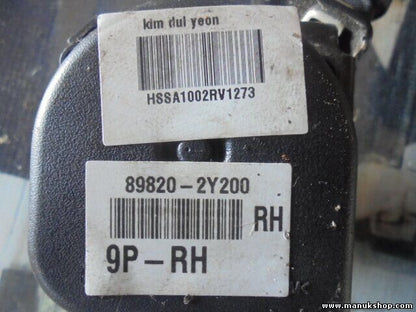 kim dul yeon
HSSA1002RV1273
89820-2Y200
RH
9P-RH
www.manukshop.com